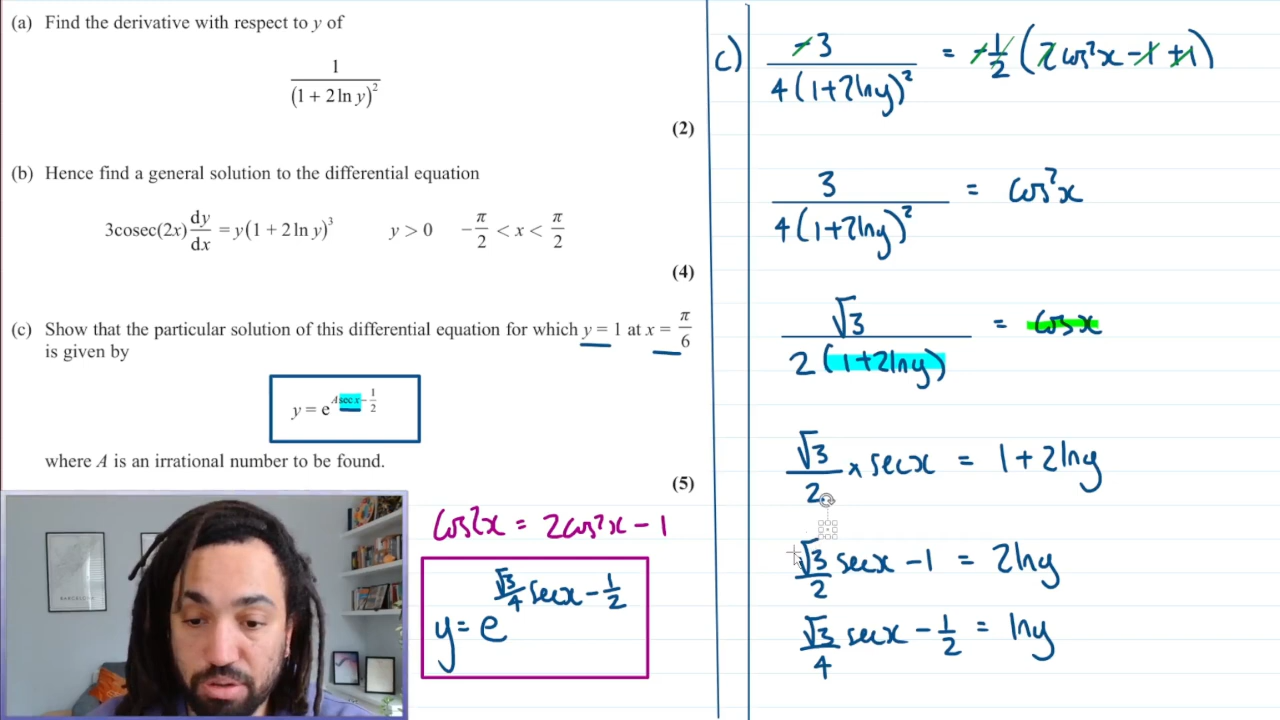 (a) Find the derivative with respect to y of
1
(1 + 2 ln y)²
(2)
(b) Hence find a general solution to the differential equation
3cosec(2x) dy/dx = y(1 + 2 ln y)³   y > 0   −π/2 < x < π/2
(4)
(c) Show that the particular solution of this differential equation for which y = 1 at x = π/6
is given by
y = e^(A sec x − 1/2)
where A is an irrational number to be found.
(5)
cos2x = 2cos²x − 1
y = e^(√3/4 secx − 1/2)
c) −3/(4(1+2lny)²) = −1/2 (2cos²x − 1 + 1)
3/(4(1+2lny)²) = cos²x
√3/(2(1+2lny)) = cosx
√3/2 × secx = 1 + 2lny
√3/2 secx − 1 = 2lny
√3/4 secx − 1/2 = lny